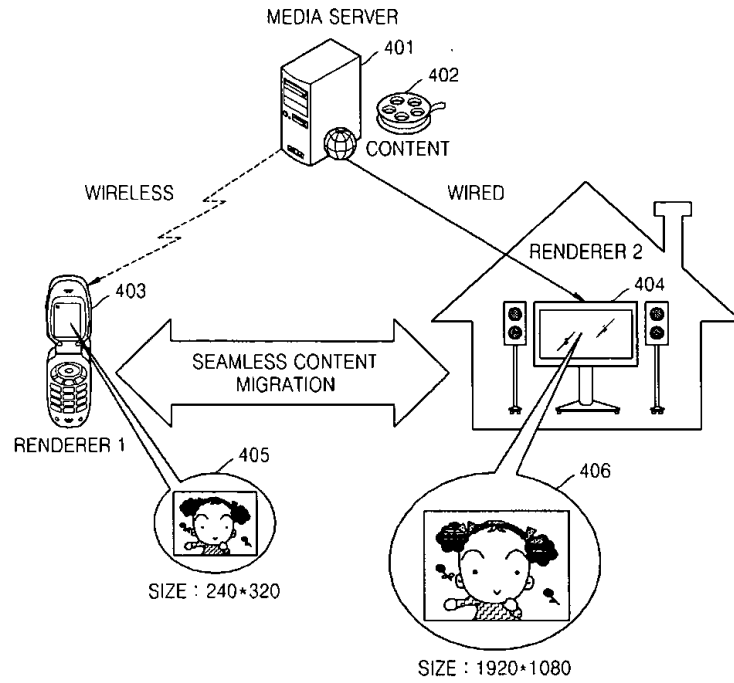 MEDIA SERVER
401
402
CONTENT
WIRELESS
WIRED
RENDERER 2
403
404
SEAMLESS CONTENT
MIGRATION
RENDERER 1
405
406
SIZE : 240*320
SIZE : 1920*1080